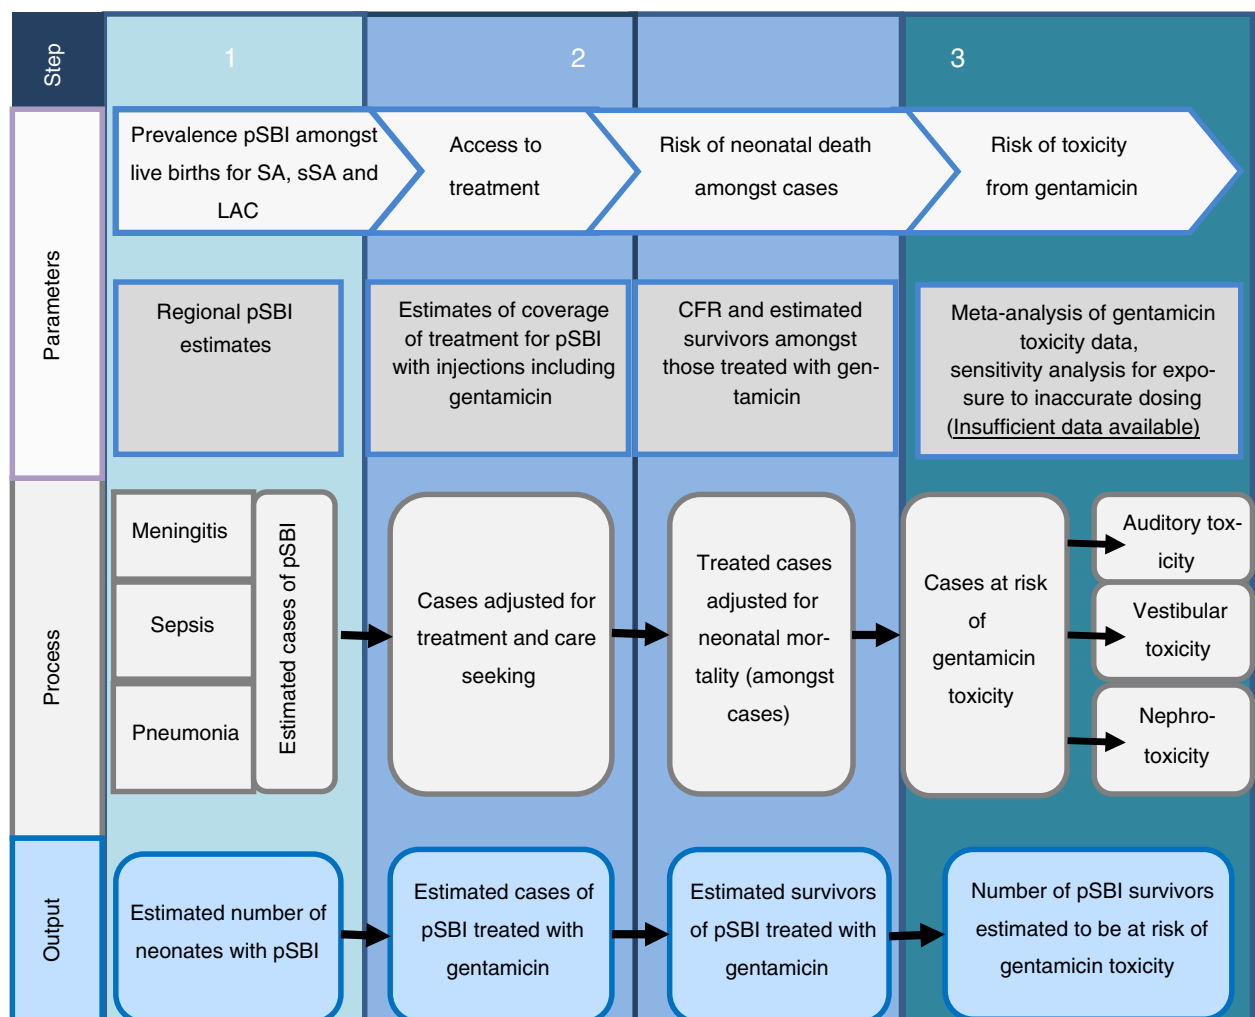 Step
1
2
3
Parameters
Prevalence pSBI amongst
live births for SA, sSA and
LAC
Access to
treatment
Risk of neonatal death
amongst cases
Risk of toxicity
from gentamicin
Regional pSBI
estimates
Estimates of coverage
of treatment for pSBI
with injections including
gentamicin
CFR and estimated
survivors amongst
those treated with gen-
tamicin
Meta-analysis of gentamicin
toxicity data,
sensitivity analysis for expo-
sure to inaccurate dosing
(Insufficient data available)
Process
Meningitis
Sepsis
Pneumonia
Estimated cases of pSBI
Cases adjusted for
treatment and care
seeking
Treated cases
adjusted for
neonatal mor-
tality (amongst
cases)
Cases at risk
of
gentamicin
toxicity
Auditory tox-
icity
Vestibular
toxicity
Nephro-
toxicity
Output
Estimated number of
neonates with pSBI
Estimated cases of
pSBI treated with
gentamicin
Estimated survivors
of pSBI treated with
gentamicin
Number of pSBI survivors
estimated to be at risk of
gentamicin toxicity